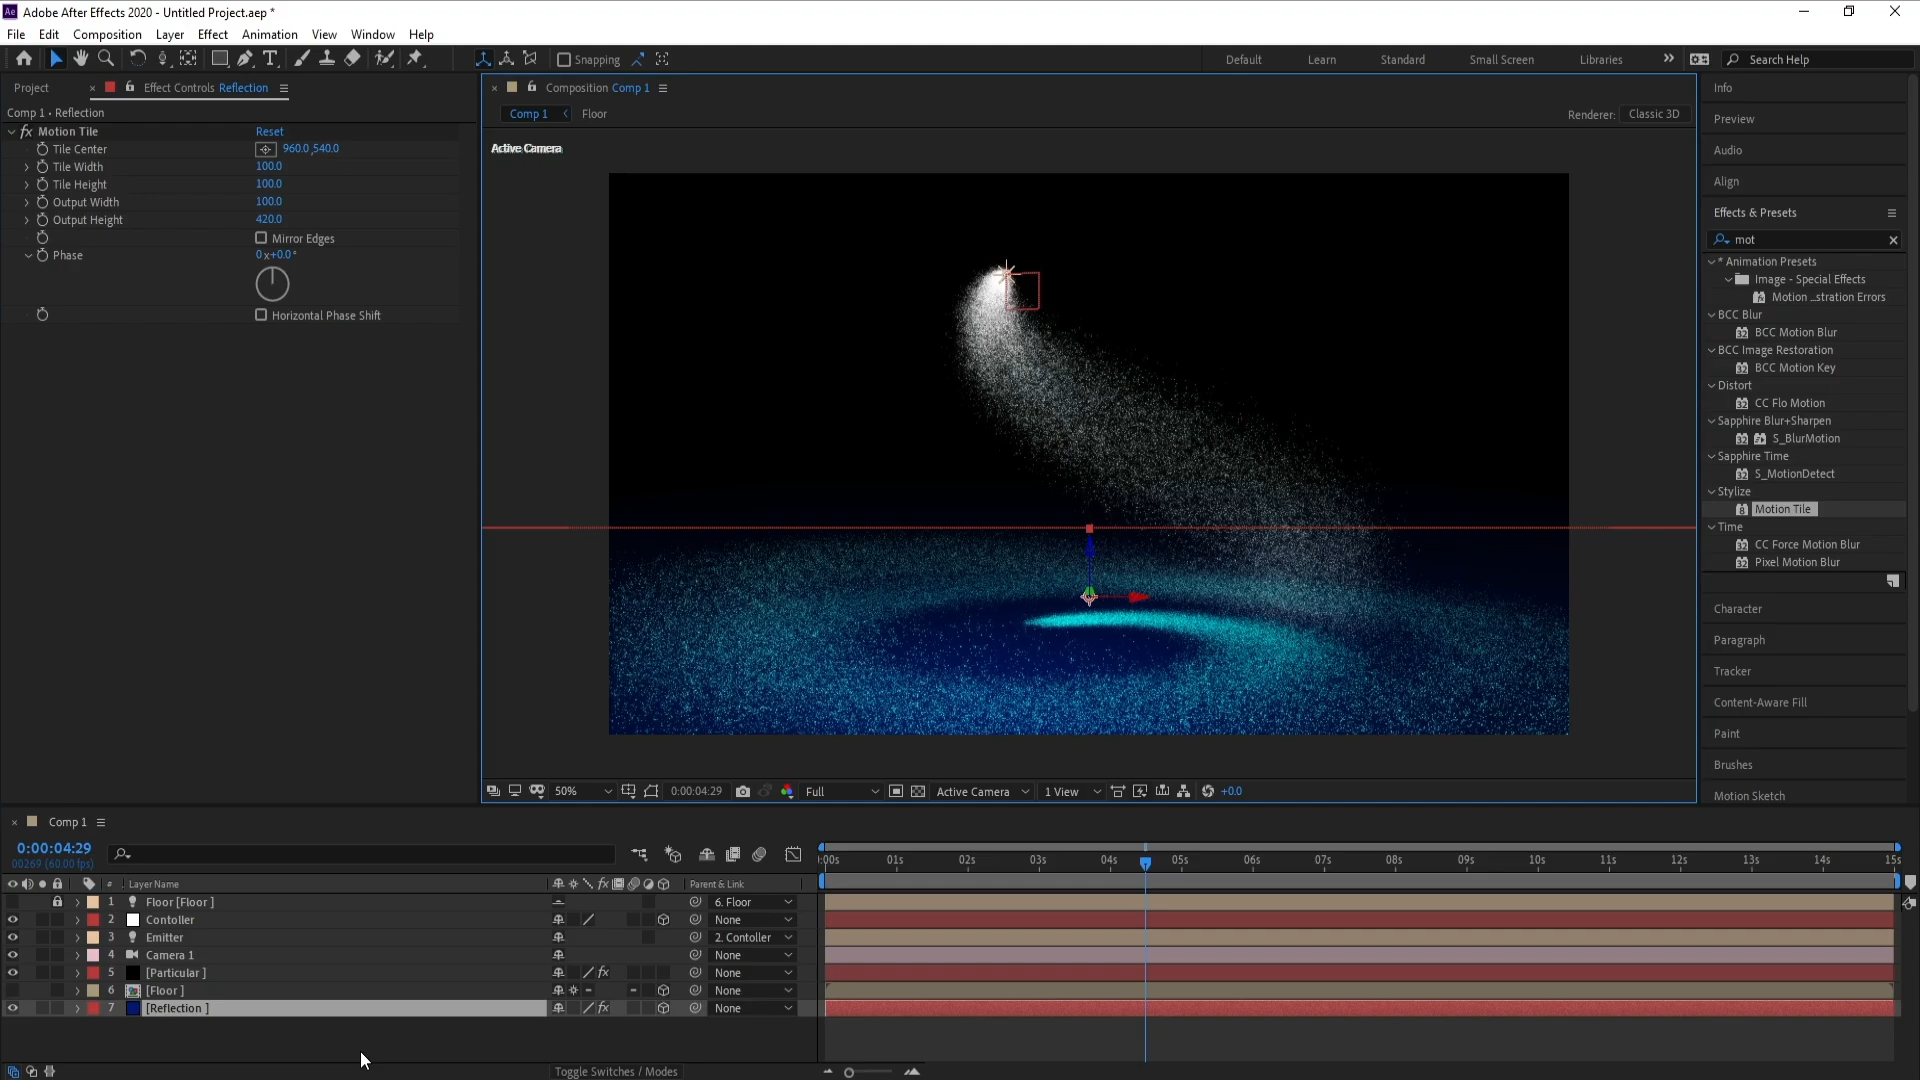 Adobe After Effects 2020 - Untitled Project.aep *
File Edit Composition Layer Effect Animation View Window Help
Snapping Default Learn Standard Small Screen Libraries Search Help
Project
Effect Controls Reflection
Comp 1 • Reflection
fx Motion Tile Reset
Tile Center 960.0,540.0
Tile Width 100.0
Tile Height 100.0
Output Width 100.0
Output Height 420.0
Mirror Edges
Phase 0x+0.0°
Horizontal Phase Shift
Composition Comp 1
Comp 1 Floor
Renderer: Classic 3D
Active Camera
50% 0:00:04:29 Full Active Camera 1 View +0.0
Info
Preview
Audio
Align
Effects & Presets
mot
* Animation Presets
Image - Special Effects
Motion ...stration Errors
BCC Blur
BCC Motion Blur
BCC Image Restoration
BCC Motion Key
Distort
CC Flo Motion
Sapphire Blur+Sharpen
S_BlurMotion
Sapphire Time
S_MotionDetect
Stylize
Motion Tile
Time
CC Force Motion Blur
Pixel Motion Blur
Character
Paragraph
Tracker
Content-Aware Fill
Paint
Brushes
Motion Sketch
Comp 1
0:00:04:29
00269 (60.00 fps)
:00s 01s 02s 03s 04s 05s 06s 07s 08s 09s 10s 11s 12s 13s 14s 15s
# Layer Name Parent & Link
1 Floor [Floor ] 6. Floor
2 Contoller None
3 Emitter 2. Contoller
4 Camera 1 None
5 [Particular ] None
6 [Floor ] None
7 [Reflection ] None
Toggle Switches / Modes